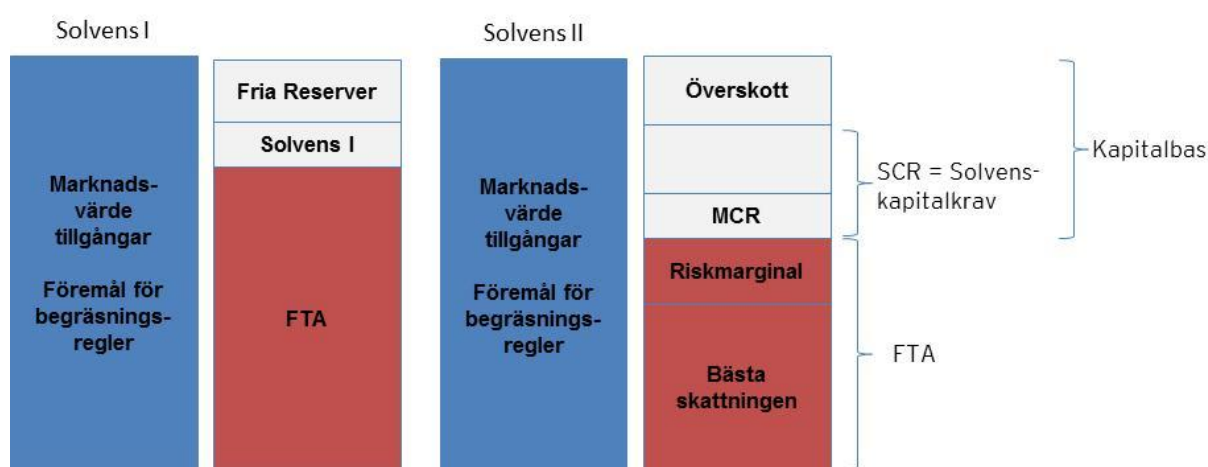 Solvens I
Marknads-
värde
tillgångar
Föremål för
begräsnings-
regler
Fria Reserver
Solvens I
FTA
Solvens II
Marknads-
värde
tillgångar
Föremål för
begräsnings-
regler
Överskott
MCR
Riskmarginal
Bästa
skattningen
SCR = Solvens-
kapitalkrav
FTA
Kapitalbas